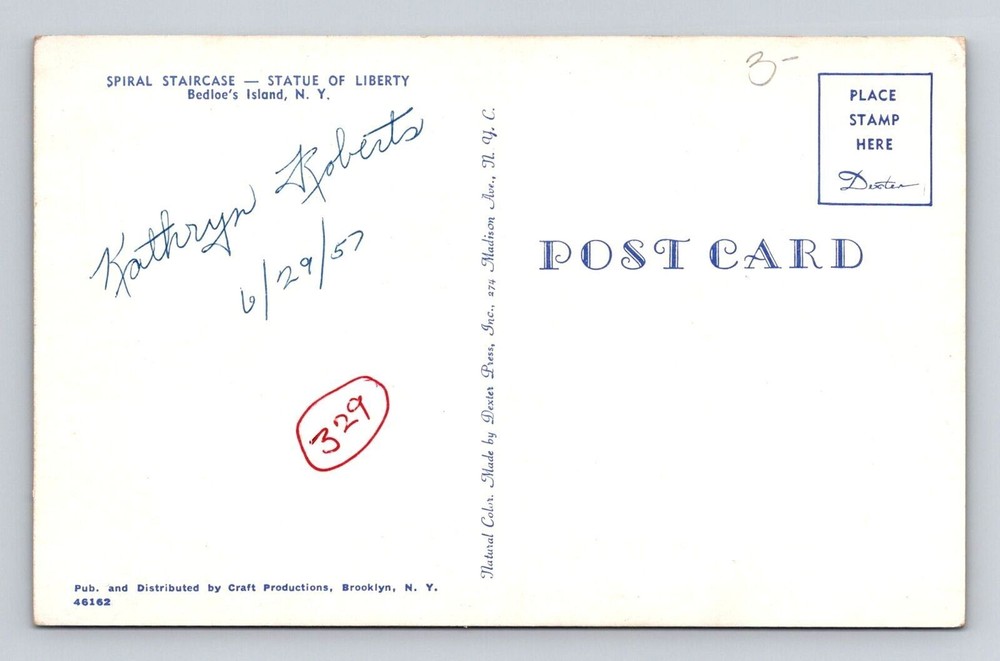 SPIRAL STAIRCASE — STATUE OF LIBERTY
Bedloe's Island, N. Y.
Kathryn Roberts
6/29/57
329
Pub. and Distributed by Craft Productions, Brooklyn, N. Y.
46162
Natural Color. Made by Dexter Press, Inc., 274 Madison Ave., N. Y. C.
3-
PLACE
STAMP
HERE
Dexter
POST CARD